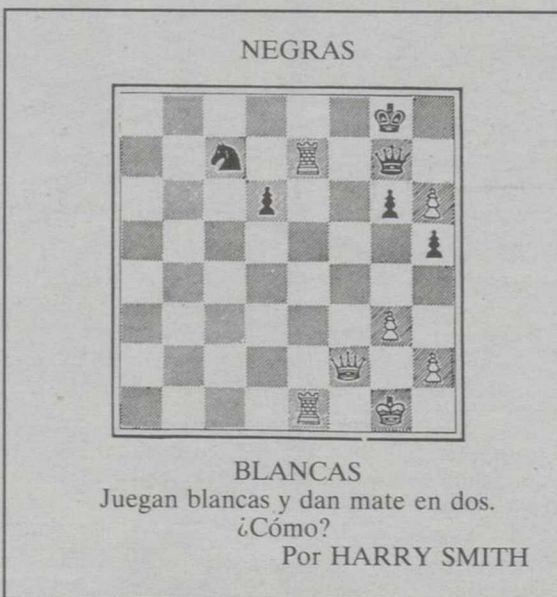 NEGRAS
BLANCAS
Juegan blancas y dan mate en dos.
¿Cómo?
Por HARRY SMITH